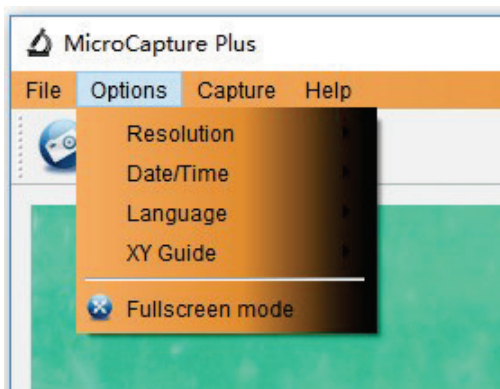 MicroCapture Plus
File Options Capture Help
Resolution
Date/Time
Language
XY Guide
Fullscreen mode